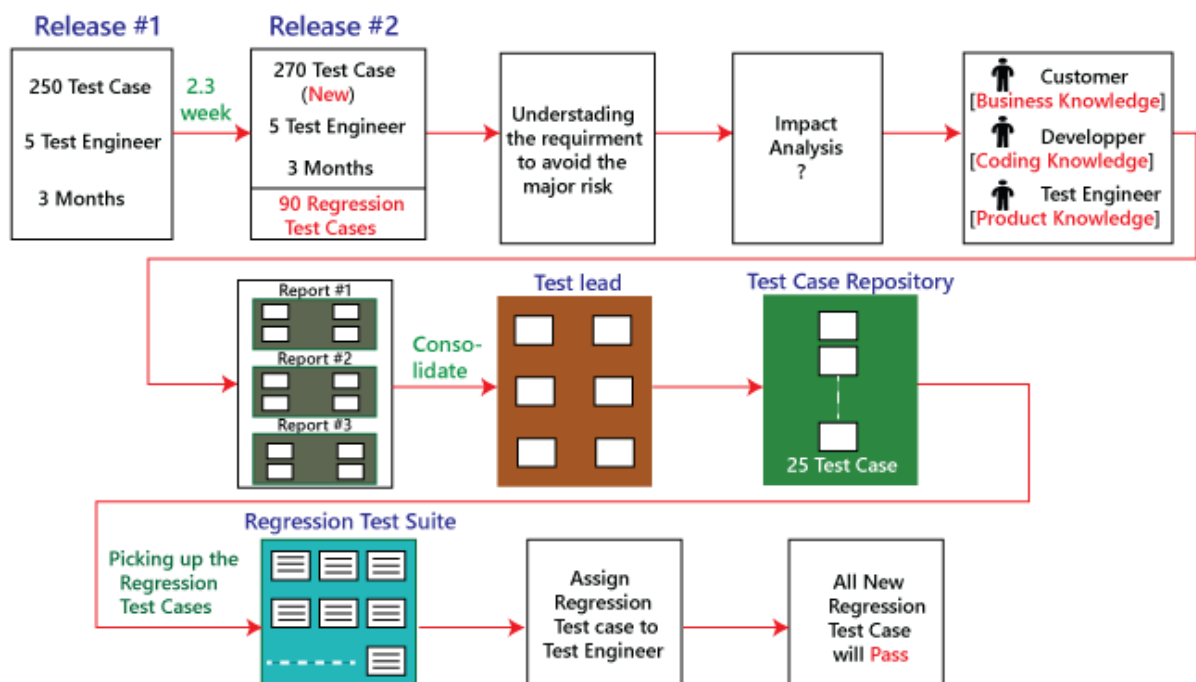 Release #1
250 Test Case
5 Test Engineer
3 Months
2.3
week
Release #2
270 Test Case
(New)
5 Test Engineer
3 Months
90 Regression
Test Cases
Understading
the requirment
to avoid the
major risk
Impact
Analysis
?
Customer
[Business Knowledge]
Developper
[Coding Knowledge]
Test Engineer
[Product Knowledge]
Report #1
Report #2
Report #3
Conso-
lidate
Test lead
Test Case Repository
25 Test Case
Picking up the
Regression
Test Cases
Regression Test Suite
Assign
Regression
Test case to
Test Engineer
All New
Regression
Test Case
will Pass